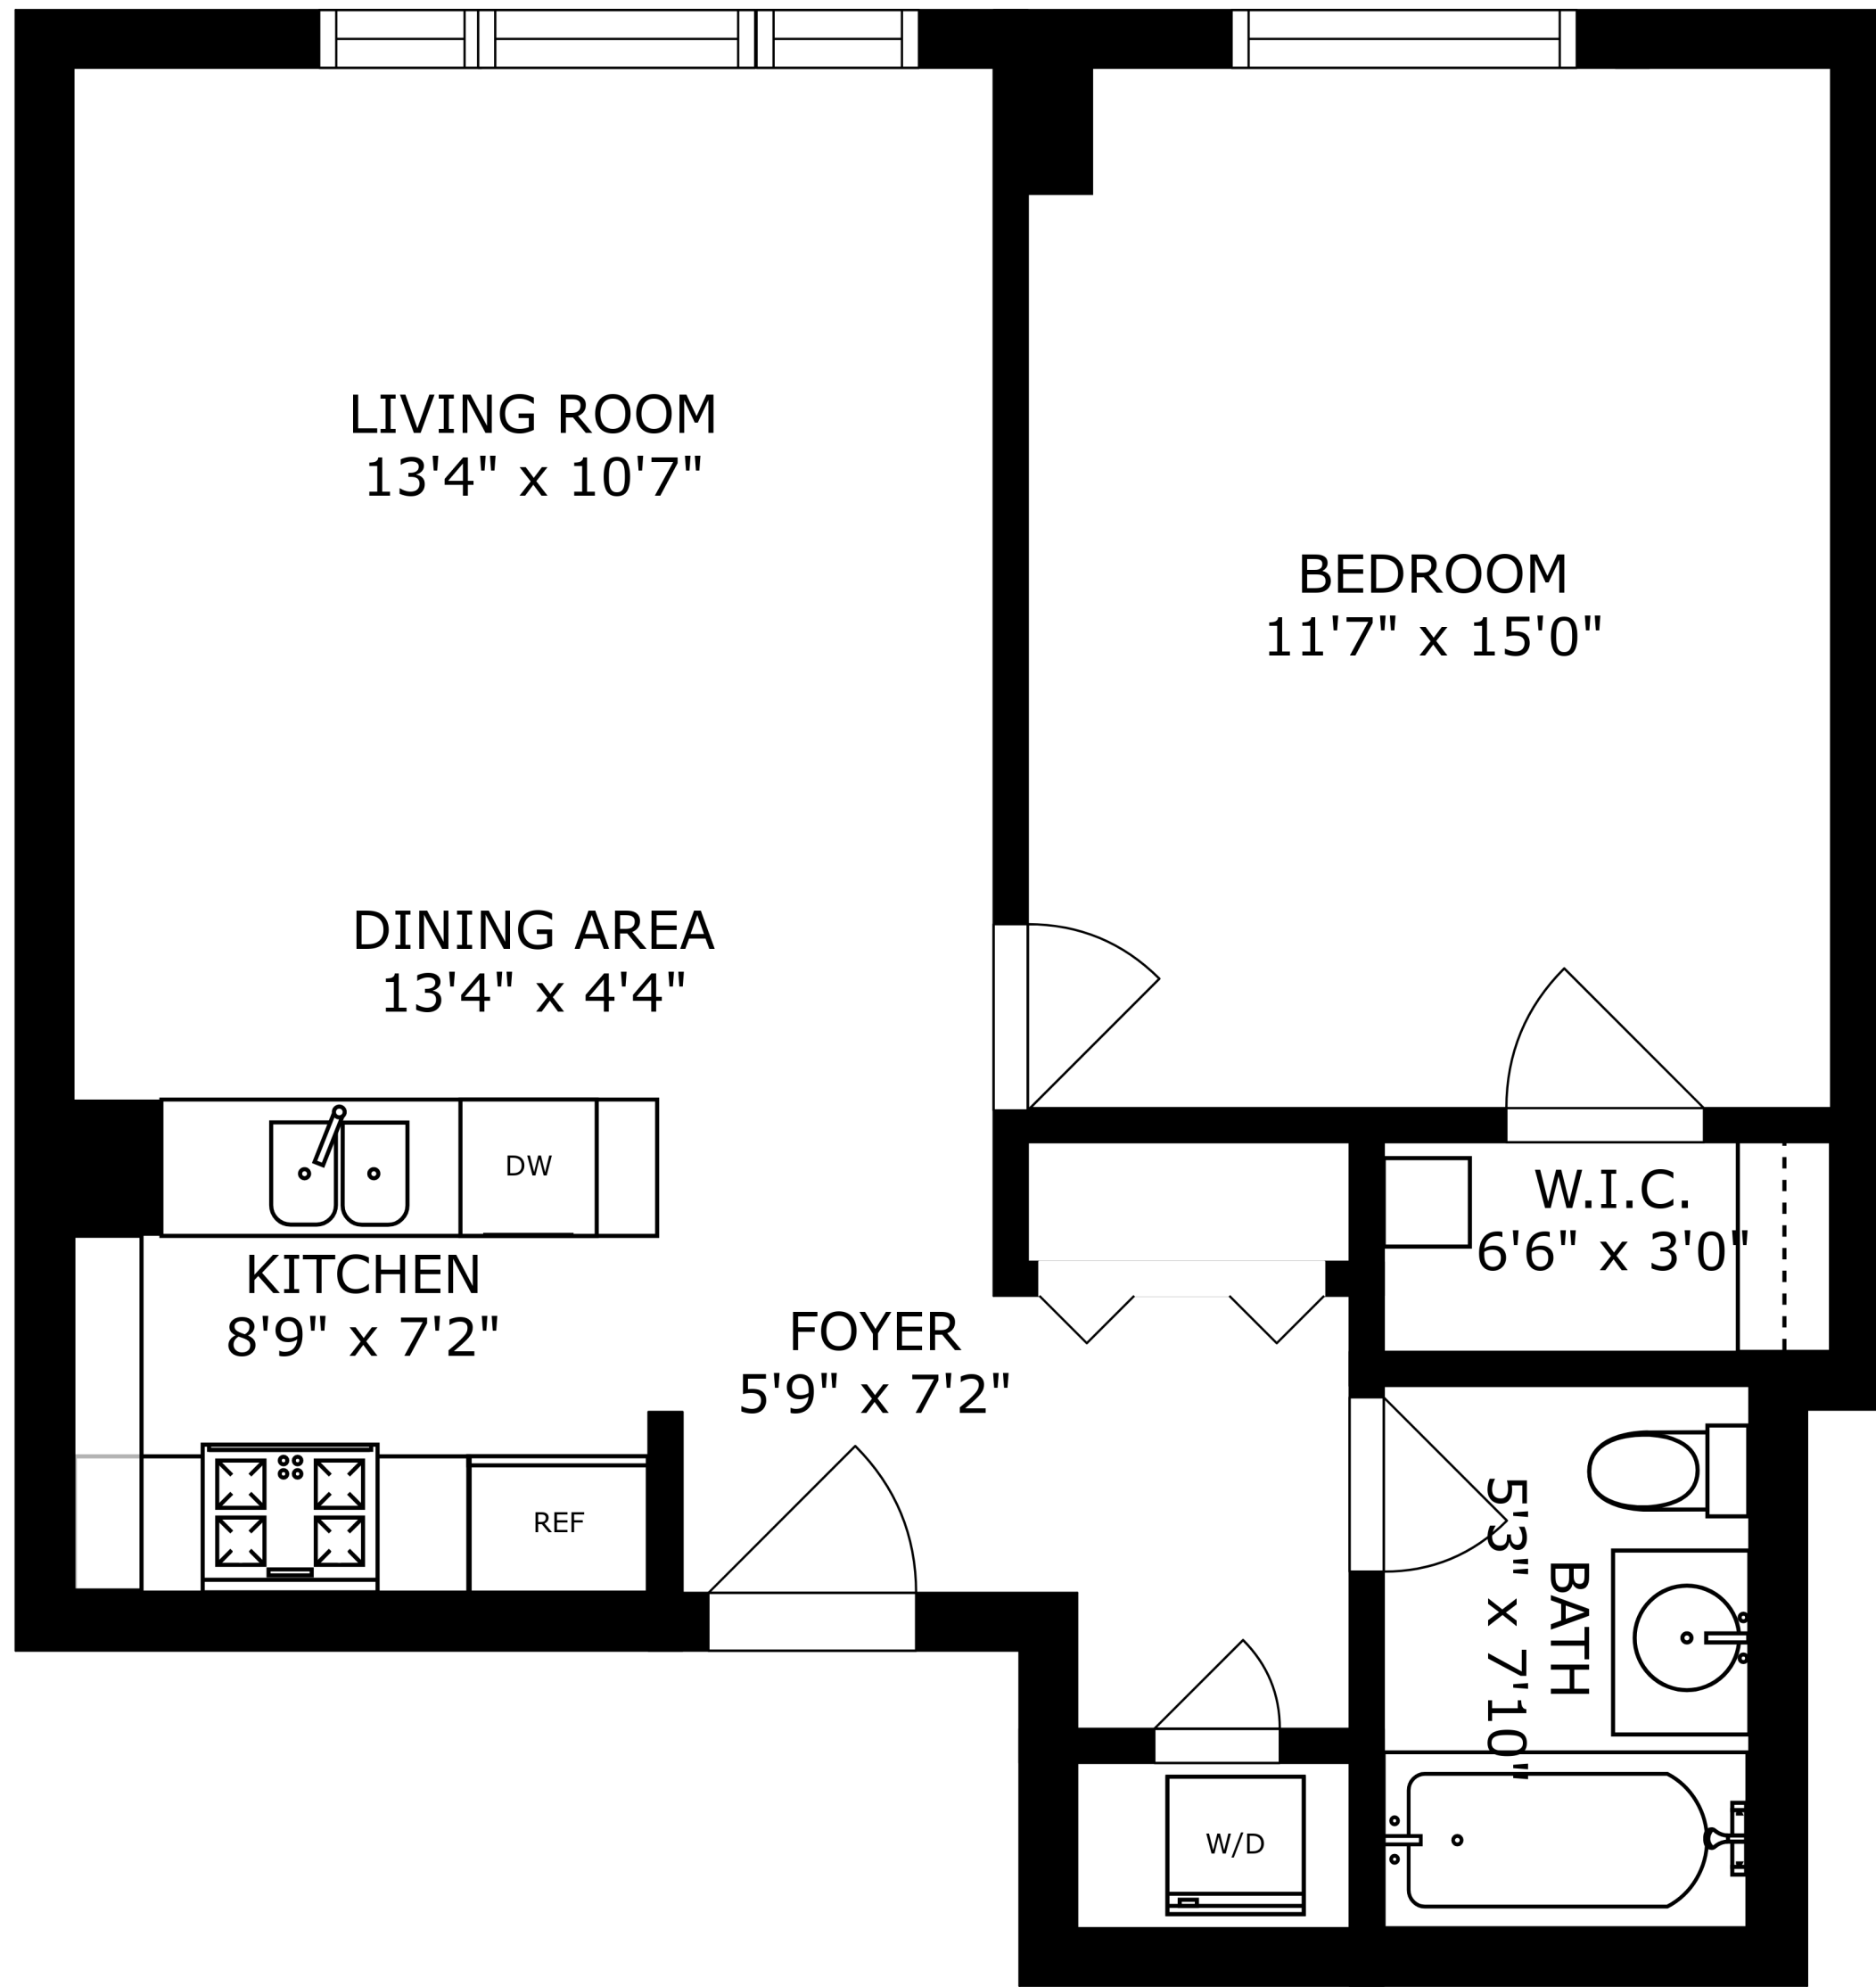 LIVING ROOM
13'4" x 10'7"
BEDROOM
11'7" x 15'0"
DINING AREA
13'4" x 4'4"
DW
W.I.C.
6'6" x 3'0"
KITCHEN
8'9" x 7'2"
FOYER
5'9" x 7'2"
REF
BATH
5'3" x 7'10"
W/D